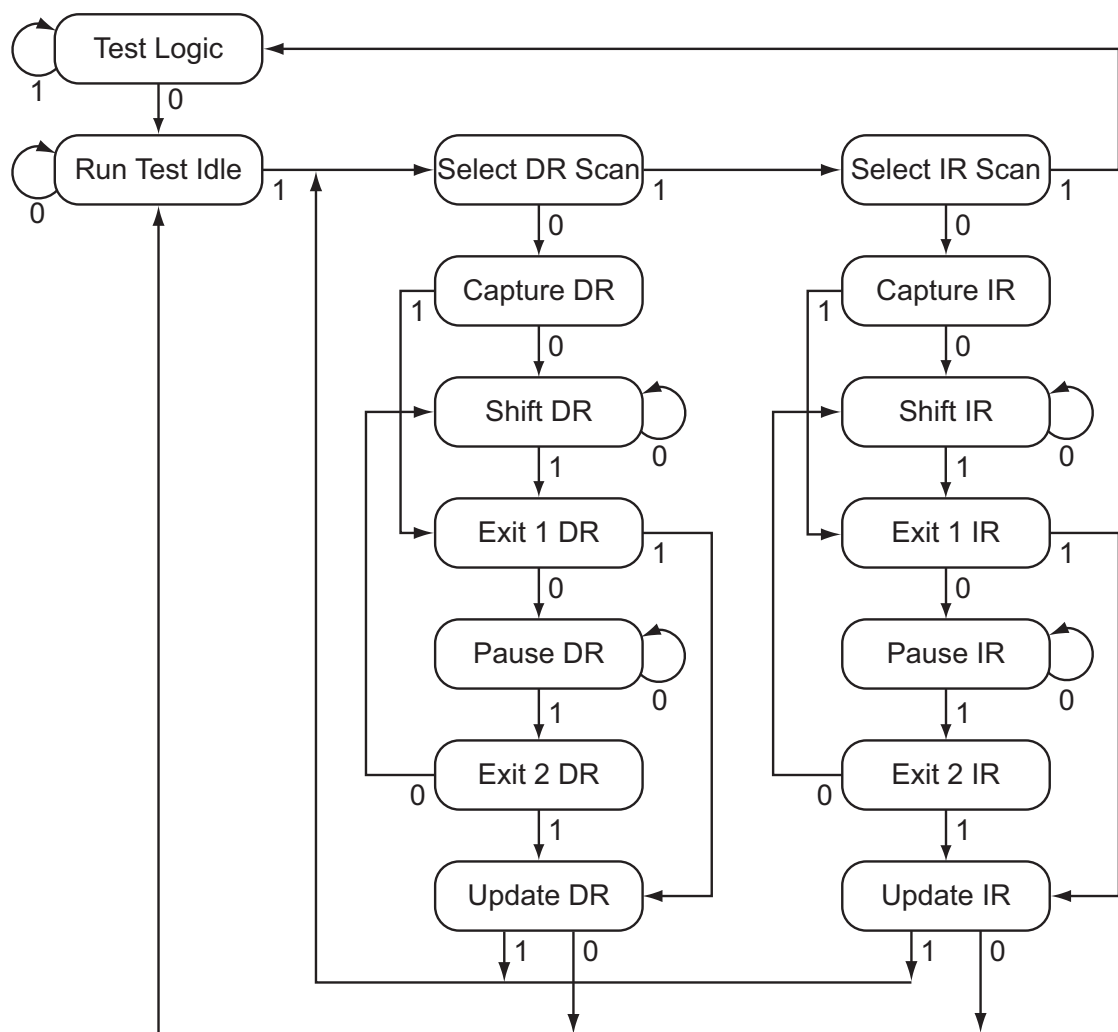 Test Logic
1
0
Run Test Idle
0
1
Select DR Scan
1
Select IR Scan
1
0
0
Capture DR
Capture IR
1
1
0
0
Shift DR
Shift IR
0
0
1
1
Exit 1 DR
1
Exit 1 IR
1
0
0
Pause DR
Pause IR
0
0
1
1
Exit 2 DR
Exit 2 IR
0
0
1
1
Update DR
Update IR
1
0
1
0